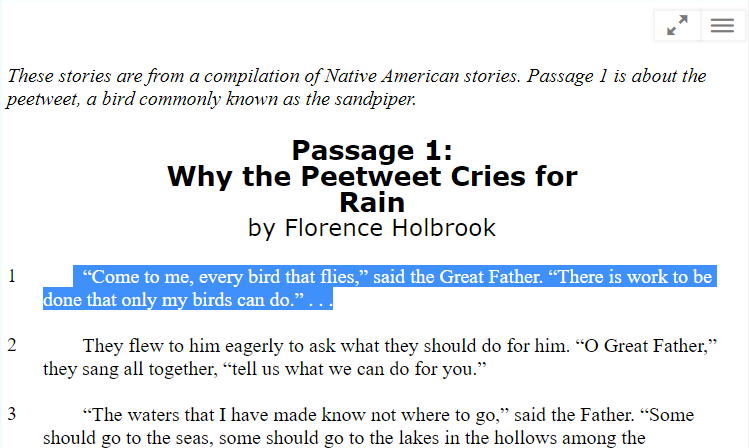 These stories are from a compilation of Native American stories. Passage 1 is about the
peetweet, a bird commonly known as the sandpiper.
Passage 1:
Why the Peetweet Cries for
Rain
by Florence Holbrook
1 “Come to me, every bird that flies,” said the Great Father. “There is work to be
done that only my birds can do.” . . .
2 They flew to him eagerly to ask what they should do for him. “O Great Father,”
they sang all together, “tell us what we can do for you.”
3 “The waters that I have made know not where to go,” said the Father. “Some
should go to the seas, some should go to the lakes in the hollows among the